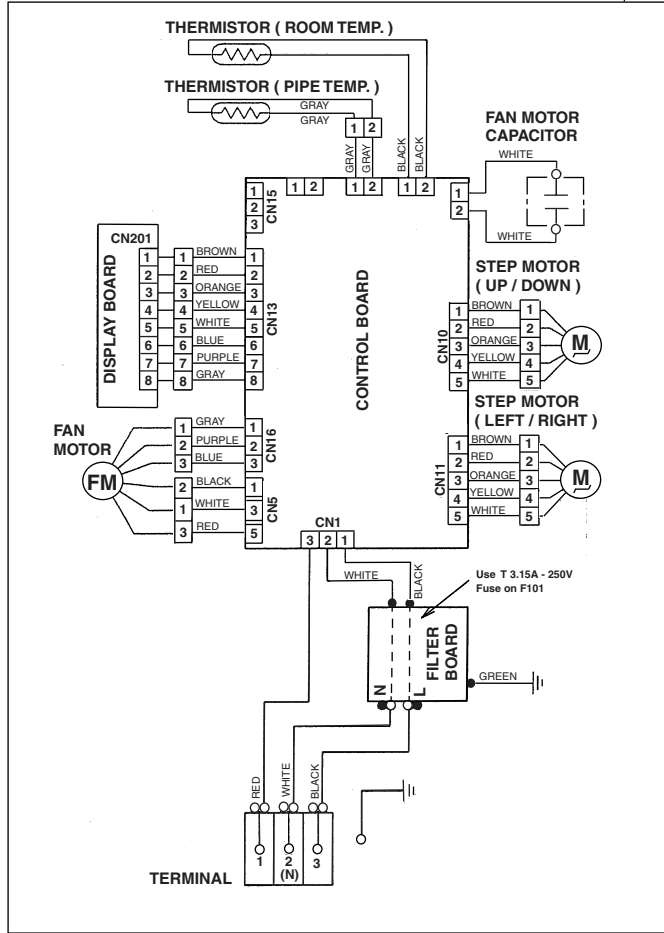 THERMISTOR ( ROOM TEMP. )
THERMISTOR ( PIPE TEMP. )
GRAY
GRAY
1 2
GRAY
GRAY
BLACK
BLACK
FAN MOTOR
CAPACITOR
WHITE
WHITE
1 2
1 2
1 2
1
2
1
2
3
CN15
CONTROL BOARD
DISPLAY BOARD
CN201
1 1 BROWN 1
2 2 RED 2
3 3 ORANGE 3
4 4 YELLOW 4
5 5 WHITE 5
6 6 BLUE 6
7 7 PURPLE 7
8 8 GRAY 8
CN13
STEP MOTOR
( UP / DOWN )
CN10
1 BROWN 1
2 RED 2
3 ORANGE 3
4 YELLOW 4
5 WHITE 5
M
STEP MOTOR
( LEFT / RIGHT )
CN11
1 BROWN 1
2 RED 2
3 ORANGE 3
4 YELLOW 4
5 WHITE 5
M
FAN
MOTOR
FM
1 GRAY 1
2 PURPLE 2
3 BLUE 3
CN16
2 BLACK 1
1 WHITE 3
3 RED 5
CN5
CN1
3 2 1
WHITE
BLACK
Use T 3.15A - 250V
Fuse on F101
FILTER
BOARD
N
L
GREEN
RED
WHITE
BLACK
1
2
(N)
3
TERMINAL